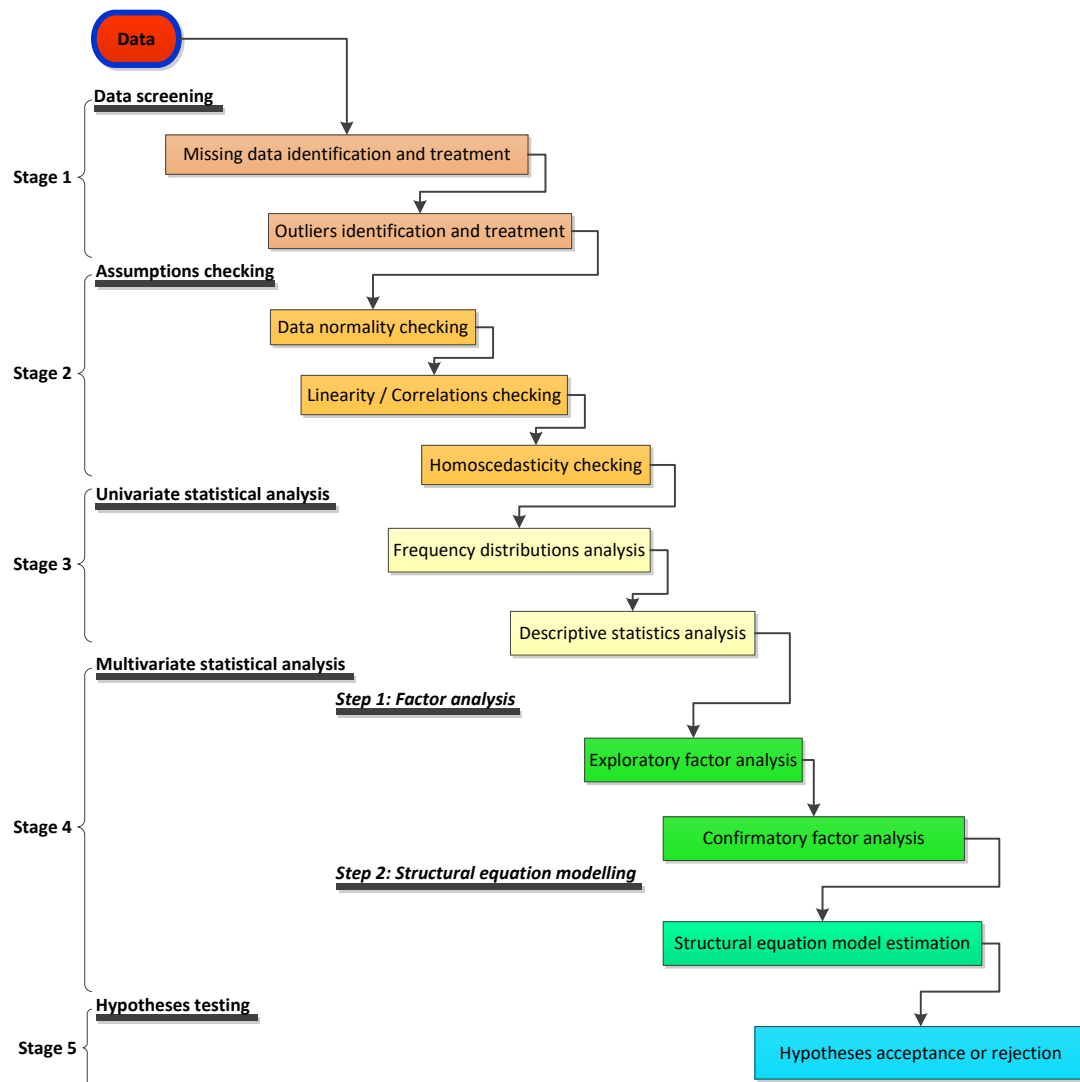 Data
Data screening
Missing data identification and treatment
Stage 1
Outliers identification and treatment
Assumptions checking
Data normality checking
Stage 2
Linearity / Correlations checking
Homoscedasticity checking
Univariate statistical analysis
Frequency distributions analysis
Stage 3
Descriptive statistics analysis
Multivariate statistical analysis
Step 1: Factor analysis
Exploratory factor analysis
Stage 4
Confirmatory factor analysis
Step 2: Structural equation modelling
Structural equation model estimation
Hypotheses testing
Stage 5
Hypotheses acceptance or rejection